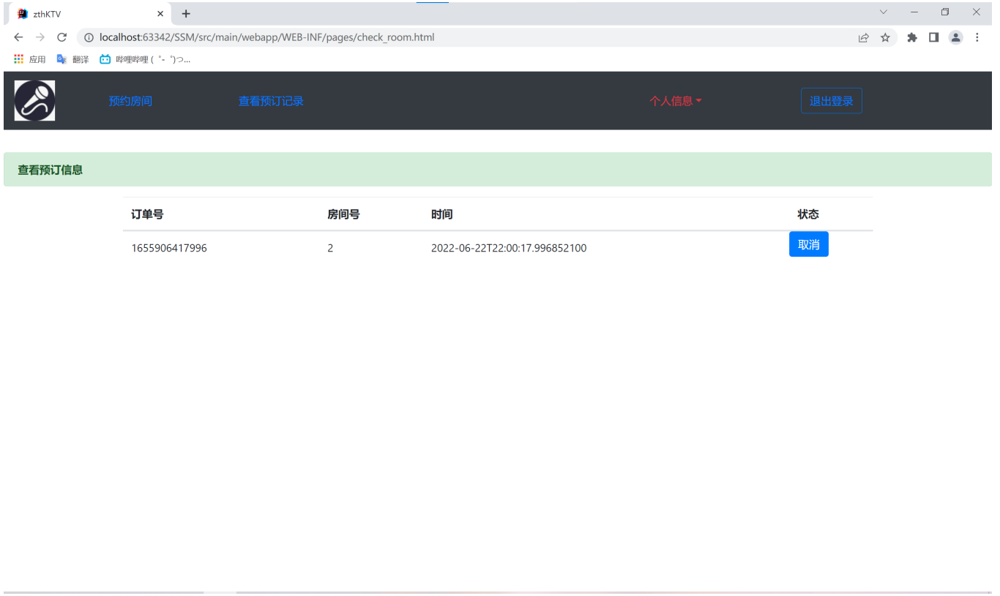 zthKTV
localhost:63342/SSM/src/main/webapp/WEB-INF/pages/check_room.html
应用 翻译 哔哩哔哩 ( ゜- ゜)つ...
预约房间 查看预订记录 个人信息 退出登录
查看预订信息
订单号 房间号 时间 状态
1655906417996 2 2022-06-22T22:00:17.996852100 取消